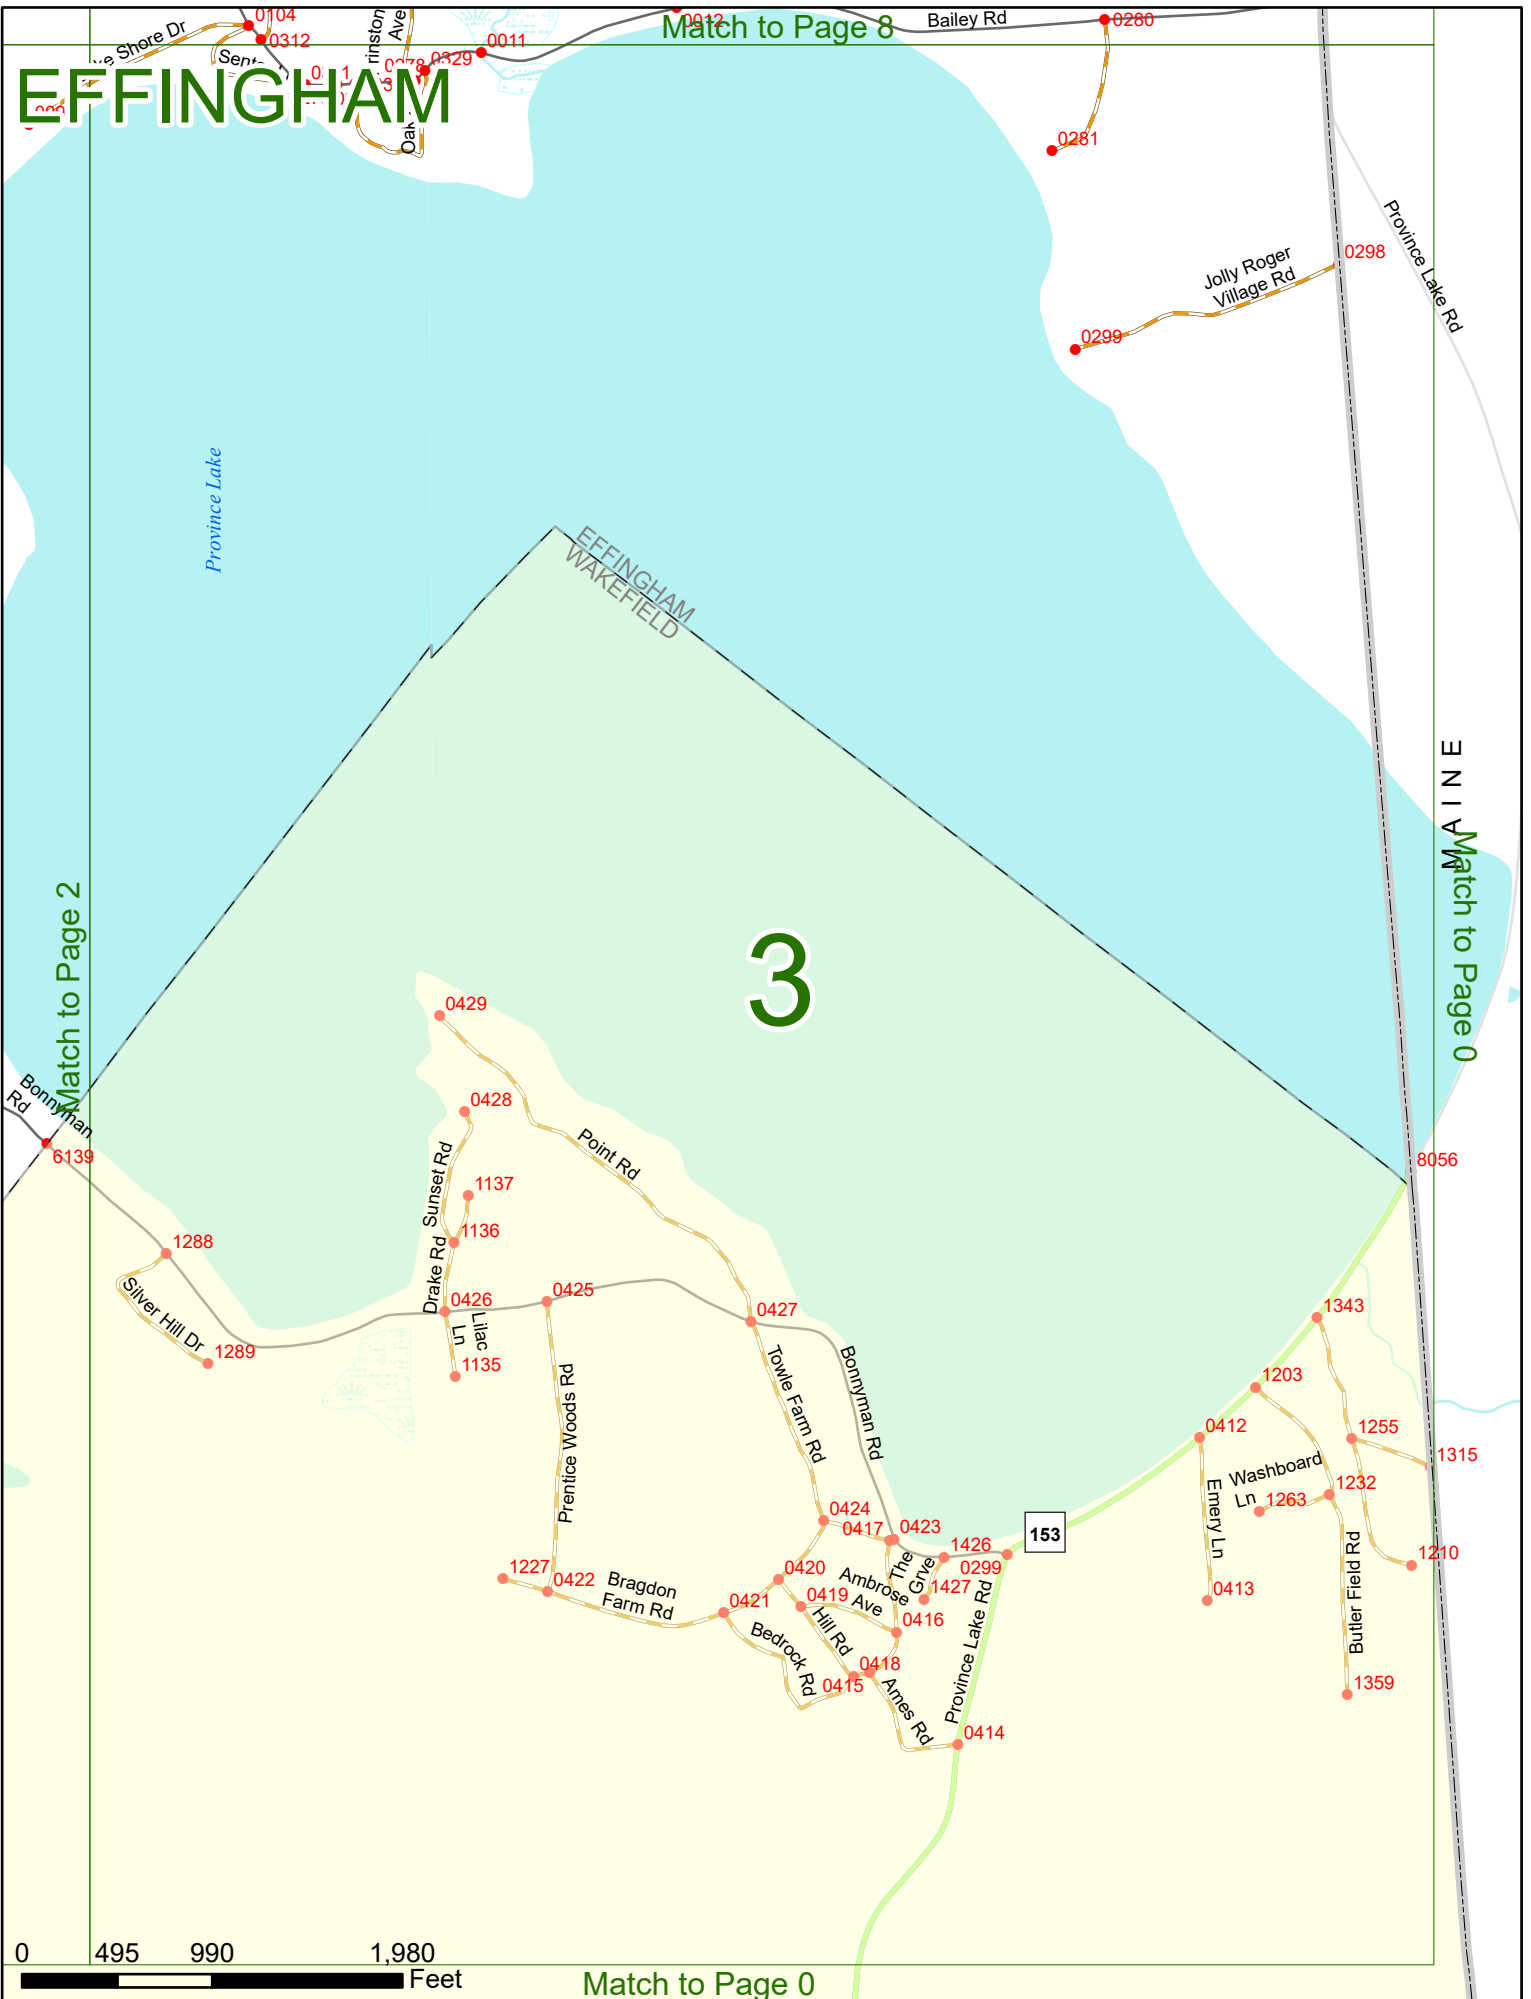 0104
0012
Match to Page 8
Bailey Rd
0280
Shore Dr
0312
Ave
0329
0011
EFFINGHAM
Oak
0281
Province Lake Rd
0298
Jolly Roger
Village Rd
0299
Province Lake
EFFINGHAM
WAKEFIELD
MAINE
Match to Page 0
Match to Page 2
3
0429
Bonnyman
Rd
0428
Point Rd
6139
Sunset Rd
8056
1137
1288
1136
Drake Rd
Silver Hill Dr
0426
0425
0427
1343
Lilac
Ln
1289
1135
Towle Farm Rd
Bonnyman Rd
Prentice Woods Rd
1203
0412
1255
1315
Washboard
Ln
1263
1232
Emery Ln
0424
0417
0423
153
1426
0299
1210
The
Grve
1227
0422
Bragdon
Farm Rd
0420
Ambrose
Ave
1427
0419
0413
0421
Hill Rd
0416
Butler Field Rd
Bedrock Rd
0418
0415
Ames Rd
Province Lake Rd
1359
0414
0
495
990
1,980
Feet
Match to Page 0